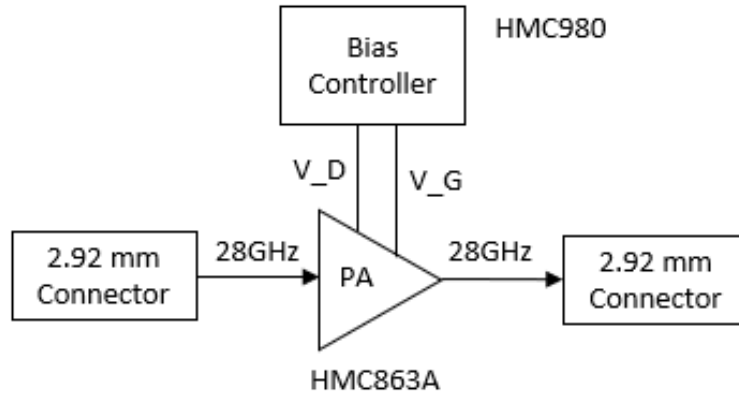 HMC980
Bias
Controller
V_D
V_G
2.92 mm
Connector
28GHz
PA
28GHz
2.92 mm
Connector
HMC863A